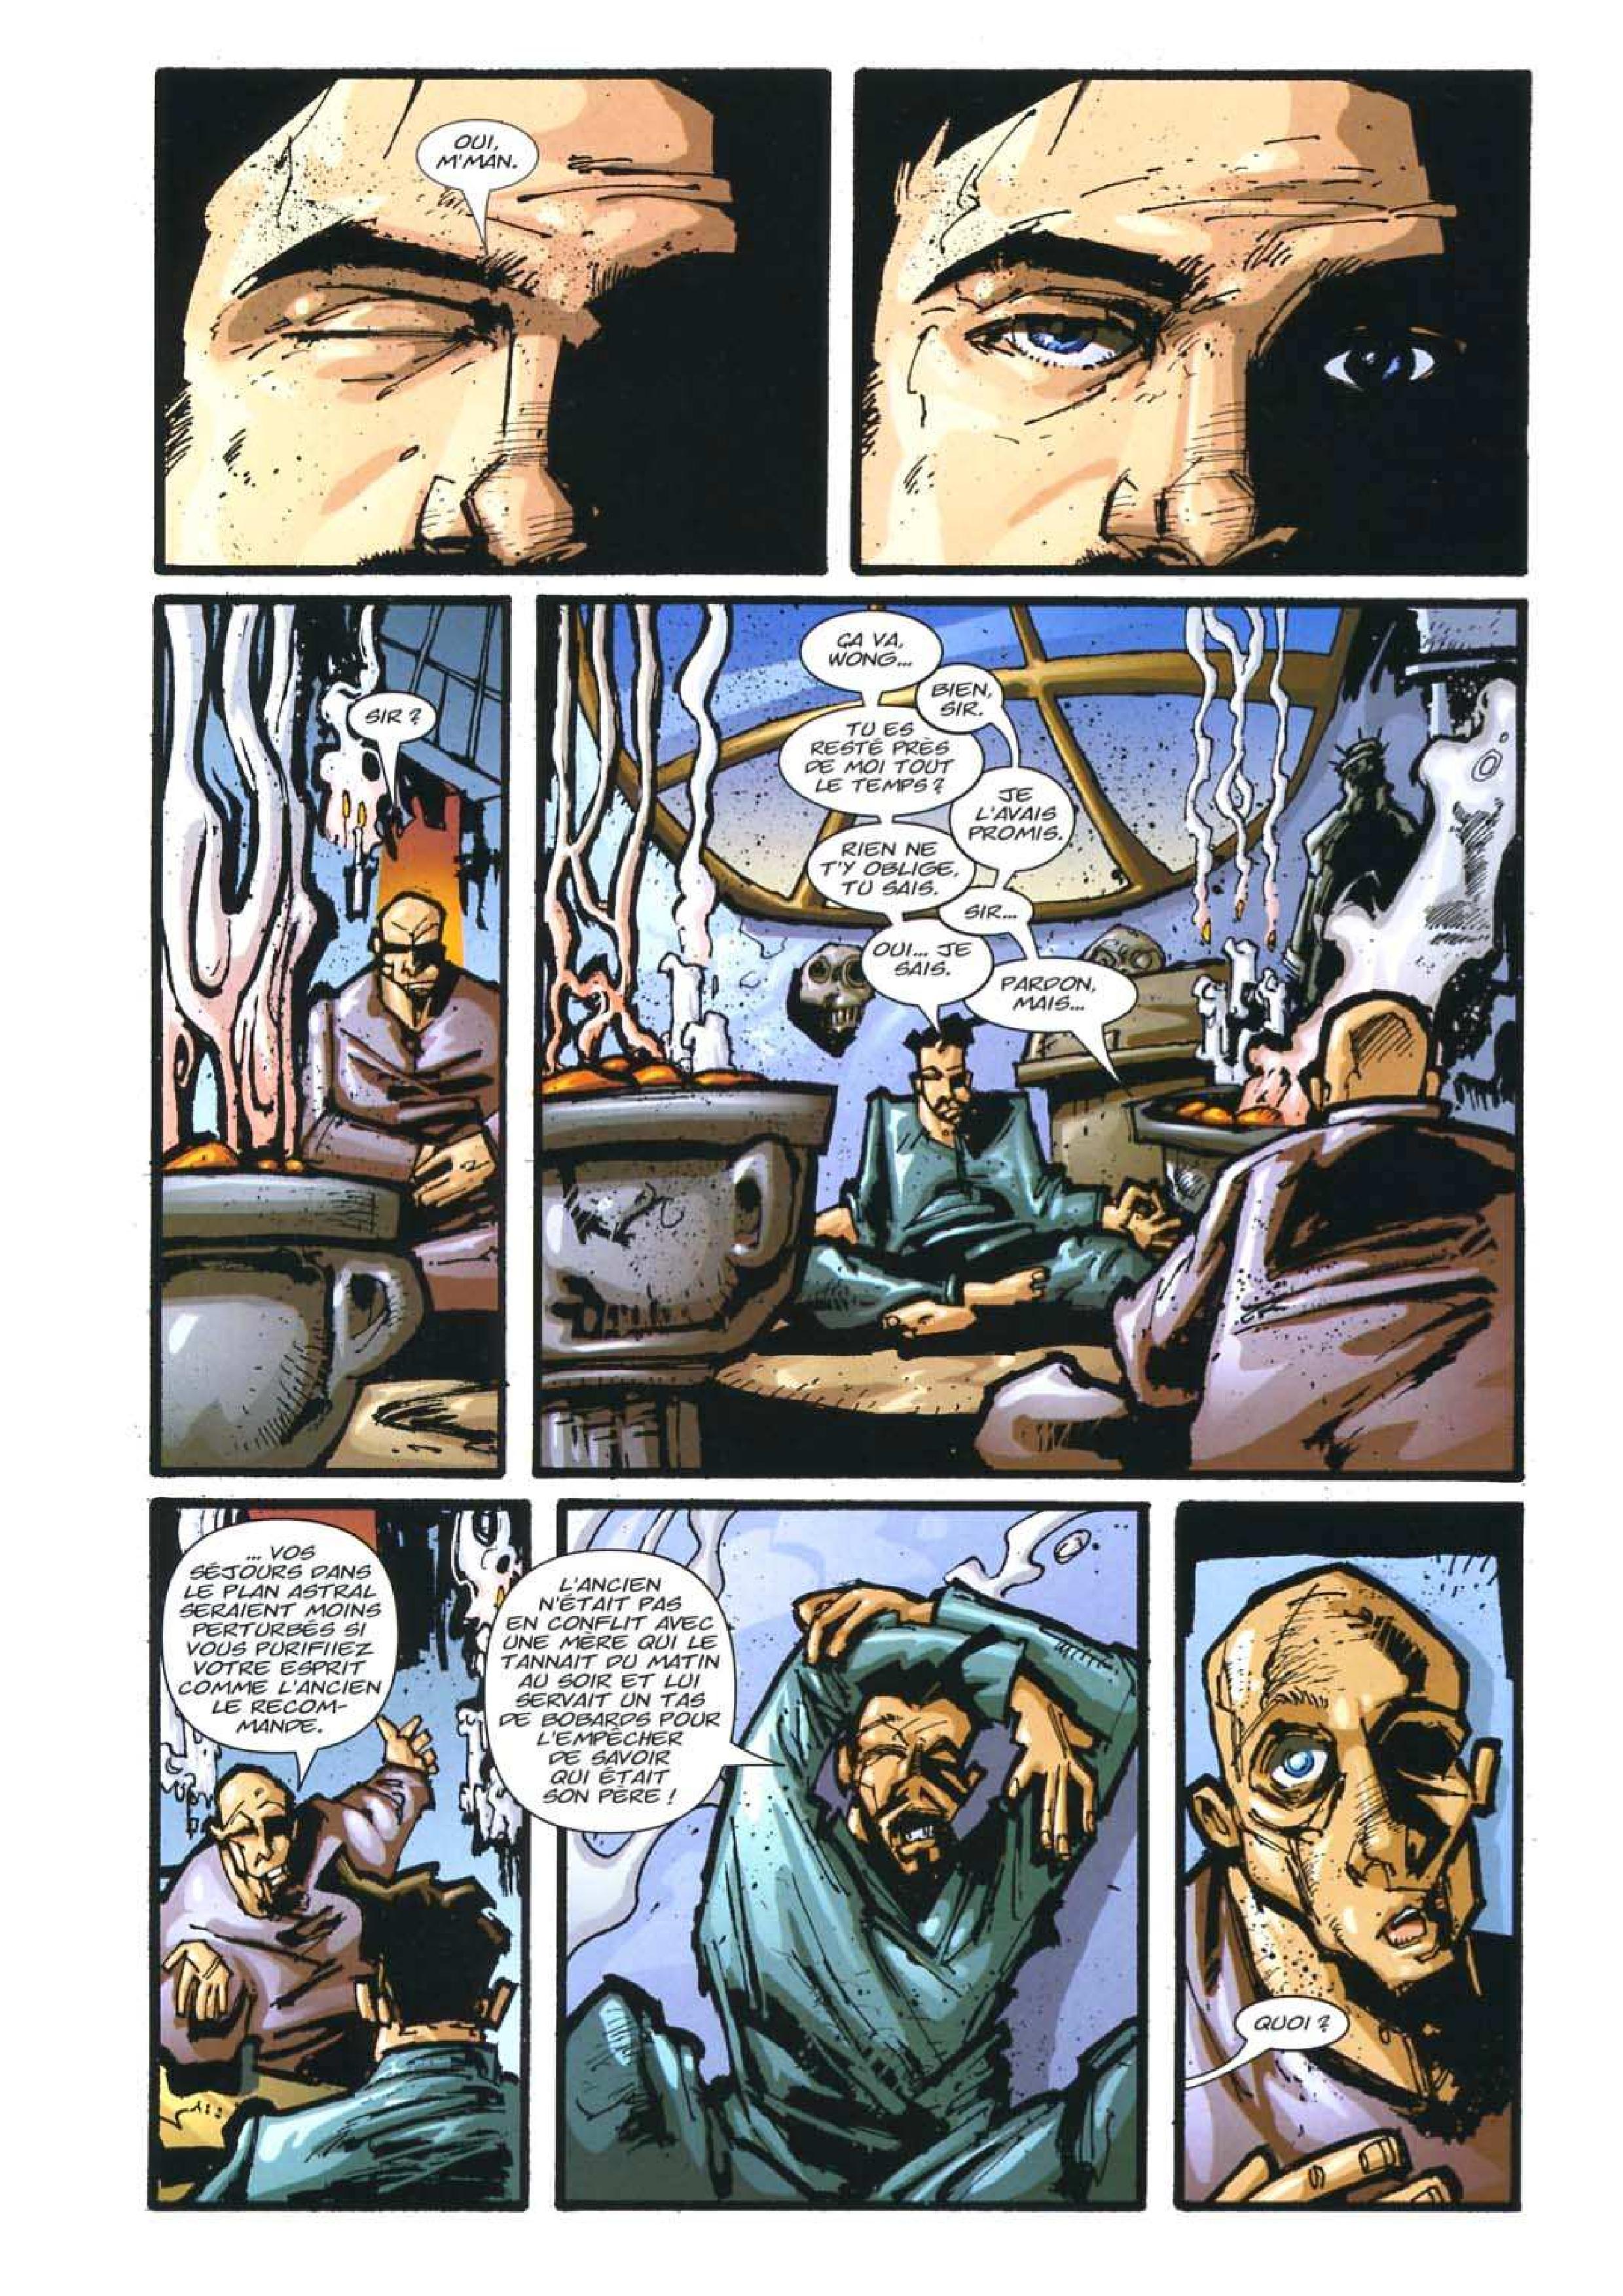 OUI,
M'MAN.
SIR ?
ÇA VA,
WONG...
BIEN,
SIR.
TU ES
RESTÉ PRÈS
DE MOI TOUT
LE TEMPS ?
JE
L'AVAIS
PROMIS.
RIEN NE
T'Y OBLIGE,
TU SAIS.
SIR...
OUI... JE
SAIS.
PARDON,
MAIS...
... VOS
SÉJOURS DANS
LE PLAN ASTRAL
SERAIENT MOINS
PERTURBÉS SI
VOUS PURIFIIEZ
VOTRE ESPRIT
COMME L'ANCIEN
LE RECOM-
MANDE.
L'ANCIEN
N'ÉTAIT PAS
EN CONFLIT AVEC
UNE MÈRE QUI LE
TANNAIT DU MATIN
AU SOIR ET LUI
SERVAIT UN TAS
DE BOBARDS POUR
L'EMPÊCHER
DE SAVOIR
QUI ÉTAIT
SON PÈRE !
QUOI ?